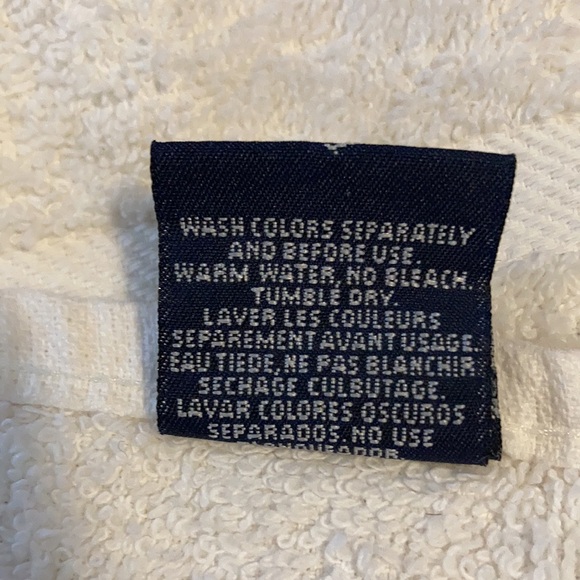 WASH COLORS SEPARATELY
AND BEFORE USE.
WARM WATER, NO BLEACH.
TUMBLE DRY.
LAVER LES COULEURS
SEPAREMENT AVANT USAGE.
EAU TIEDE, NE PAS BLANCHIR
SECHAGE CULBUTAGE.
LAVAR COLORES OSCUROS
SEPARADOS. NO USE